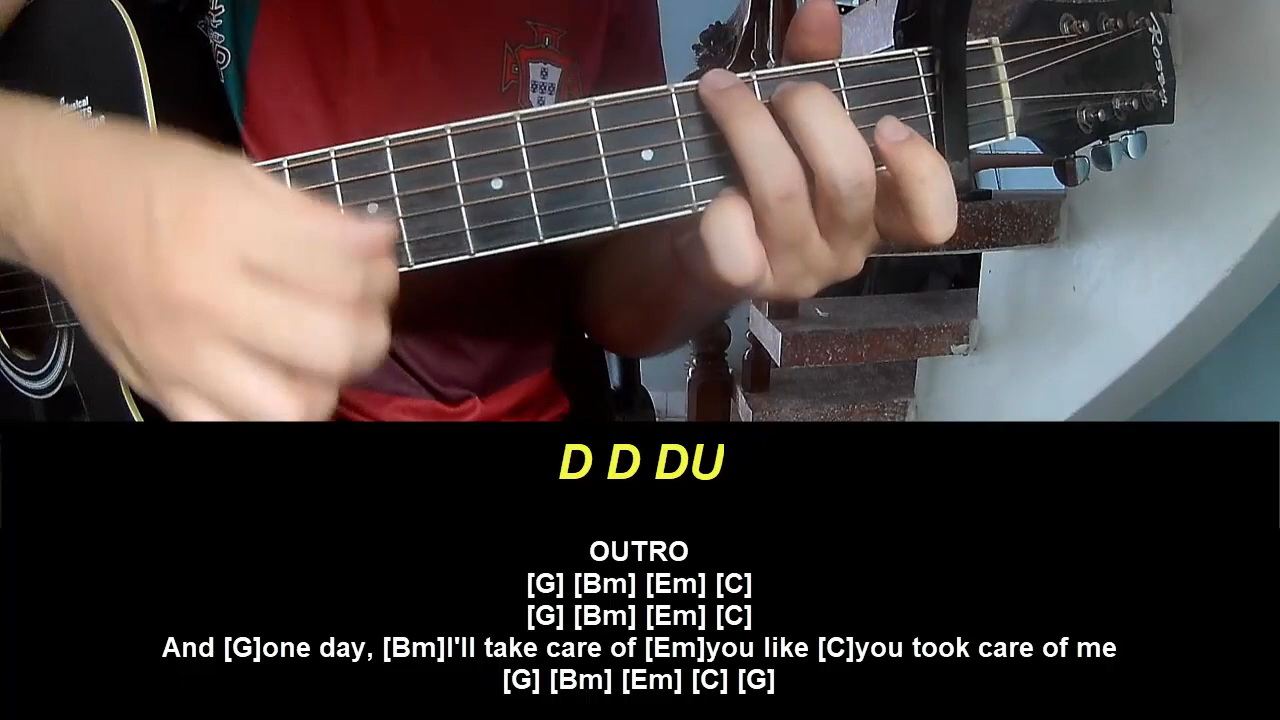 Rosen
D D DU
OUTRO
[G] [Bm] [Em] [C]
[G] [Bm] [Em] [C]
And [G]one day, [Bm]I'll take care of [Em]you like [C]you took care of me
[G] [Bm] [Em] [C] [G]